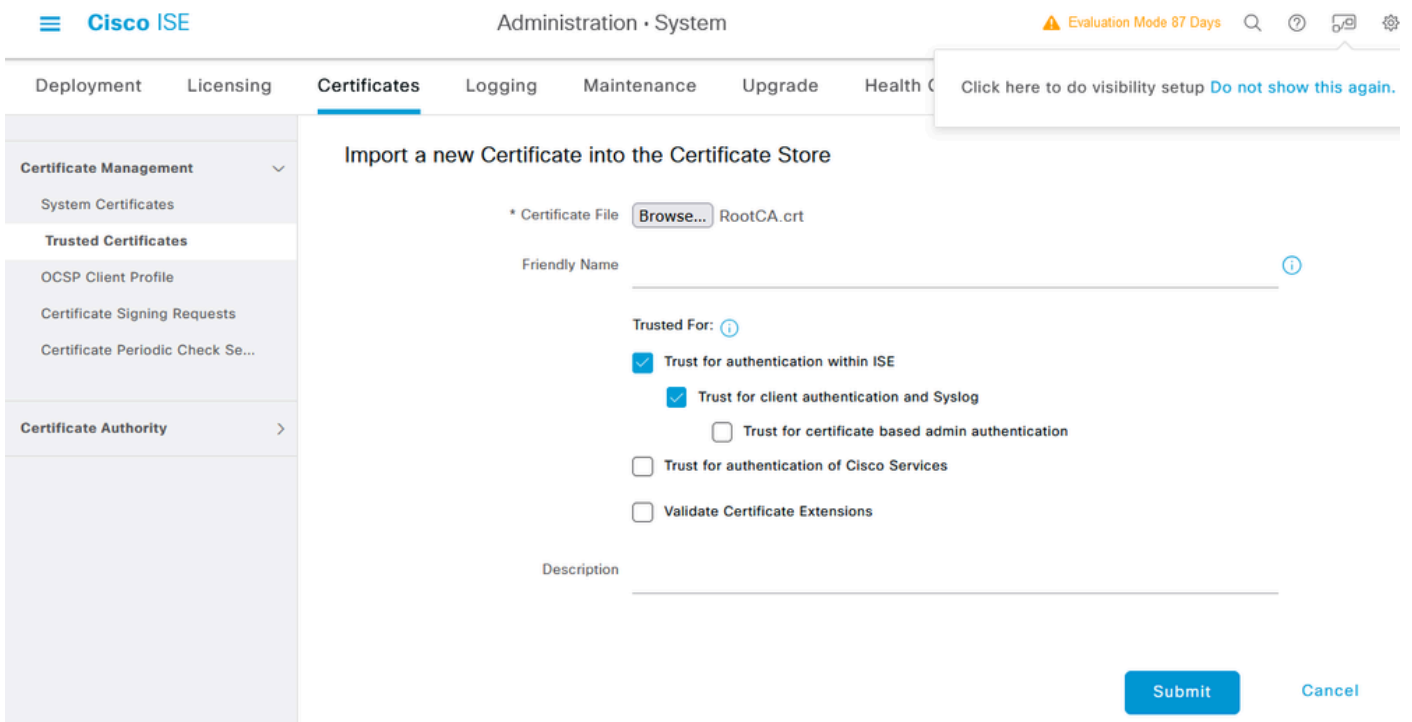 Cisco ISE
Administration · System
Evaluation Mode 87 Days
Deployment
Licensing
Certificates
Logging
Maintenance
Upgrade
Health
Click here to do visibility setup Do not show this again.
Certificate Management
System Certificates
Trusted Certificates
OCSP Client Profile
Certificate Signing Requests
Certificate Periodic Check Se...
Certificate Authority
Import a new Certificate into the Certificate Store
* Certificate File Browse... RootCA.crt
Friendly Name
Trusted For:
Trust for authentication within ISE
Trust for client authentication and Syslog
Trust for certificate based admin authentication
Trust for authentication of Cisco Services
Validate Certificate Extensions
Description
Submit
Cancel